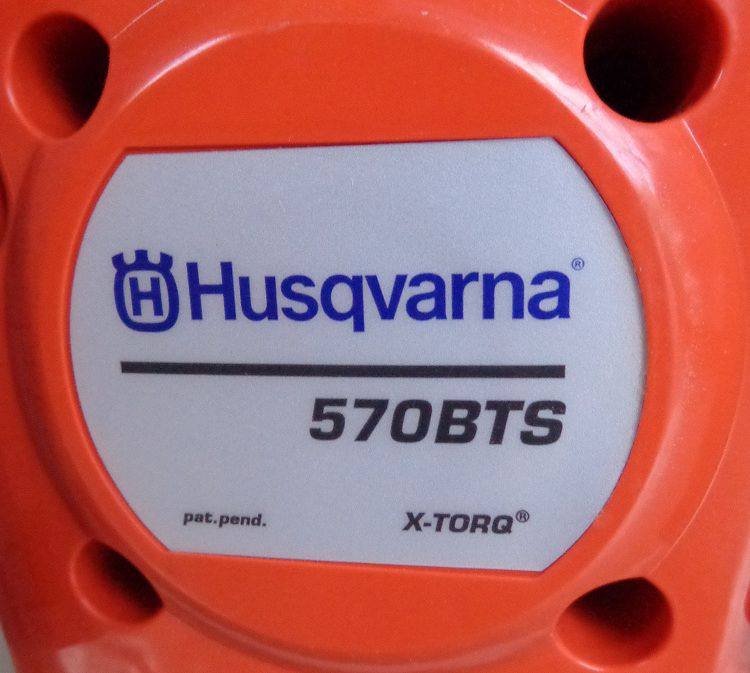 H Husqvarna®
570BTS
pat.pend. X-TORQ®